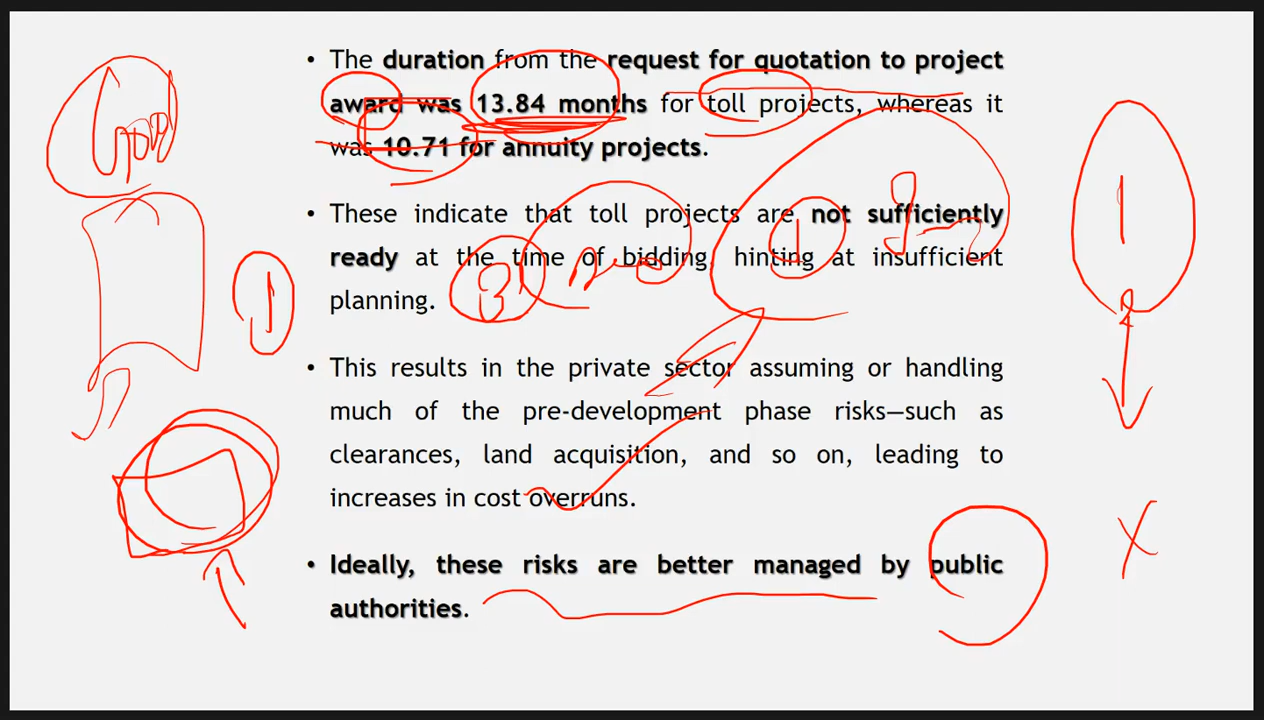 • The duration from the request for quotation to project
award was 13.84 months for toll projects, whereas it
was 10.71 for annuity projects.
• These indicate that toll projects are not sufficiently
ready at the time of bidding, hinting at insufficient
planning.
• This results in the private sector assuming or handling
much of the pre-development phase risks—such as
clearances, land acquisition, and so on, leading to
increases in cost overruns.
• Ideally, these risks are better managed by public
authorities.